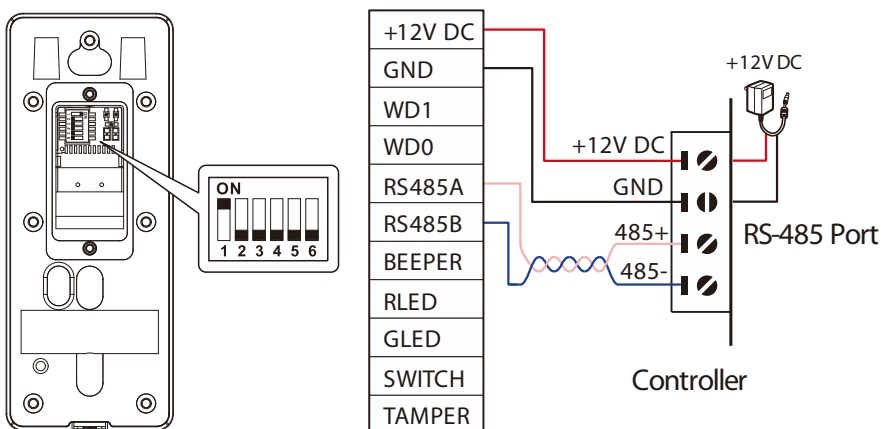 ON
1 2 3 4 5 6
+12V DC
GND
WD1
WD0
RS485A
RS485B
BEEPER
RLED
GLED
SWITCH
TAMPER
+12V DC
+12V DC
GND
485+
485-
RS-485 Port
Controller